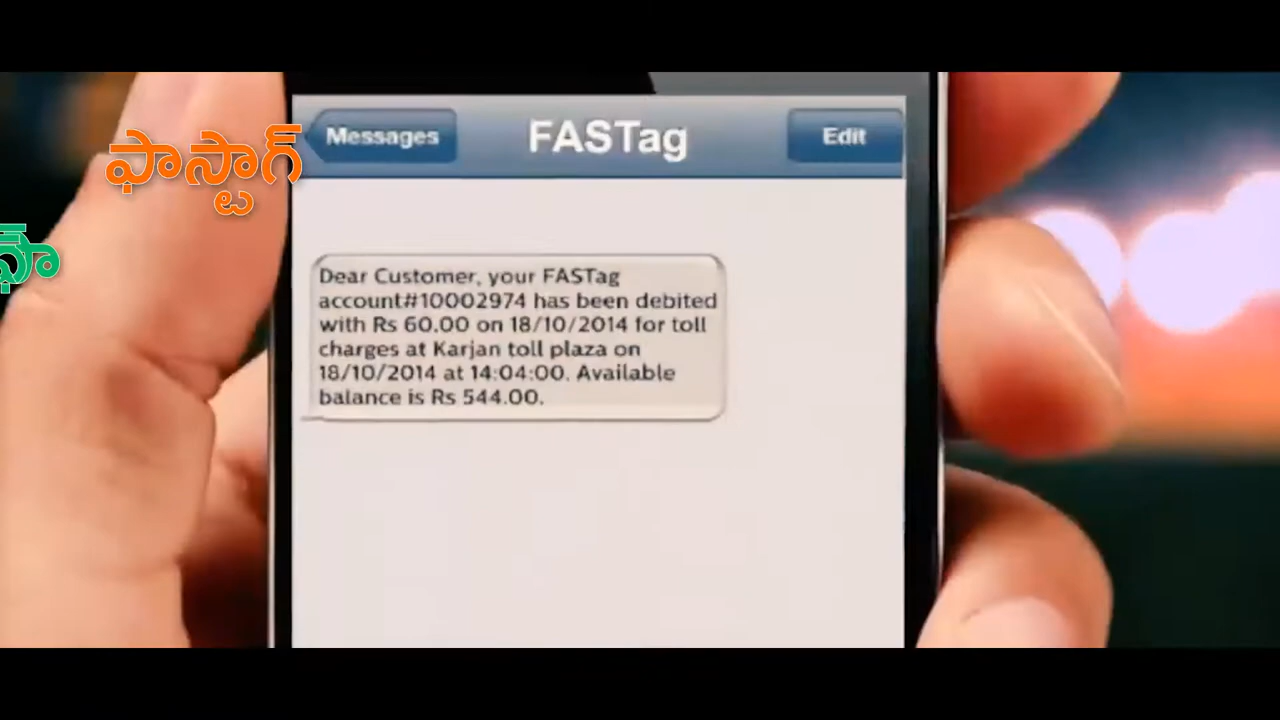 Messages
FASTag
Edit
ఫాస్టాగ్
Dear Customer, your FASTag
account#10002974 has been debited
with Rs 60.00 on 18/10/2014 for toll
charges at Karjan toll plaza on
18/10/2014 at 14:04:00. Available
balance is Rs 544.00.